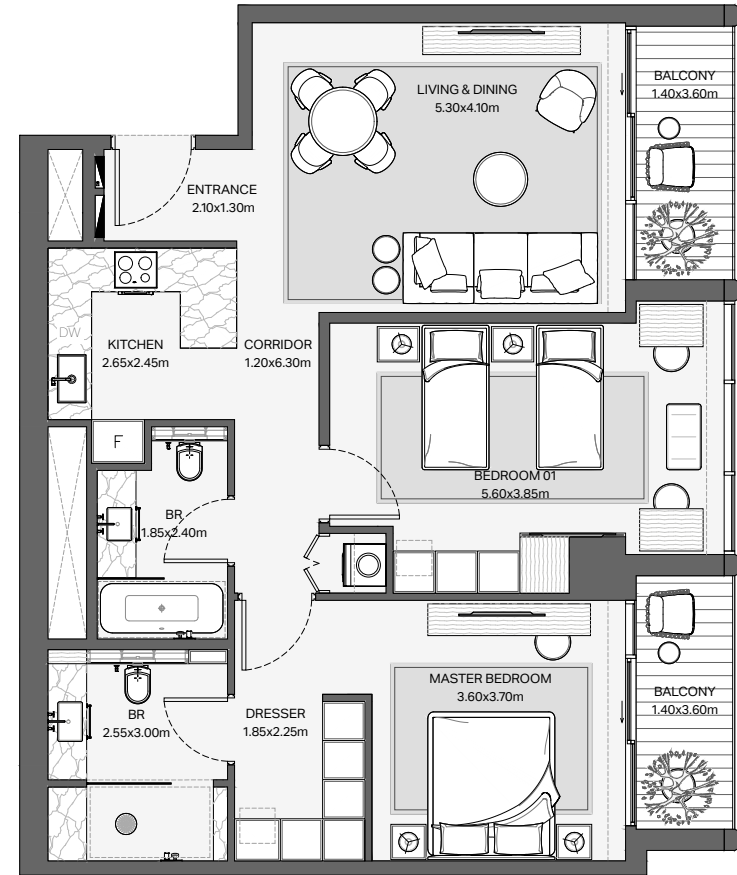 LIVING & DINING
5.30x4.10m
BALCONY
1.40x3.60m
ENTRANCE
2.10x1.30m
DW
KITCHEN
2.65x2.45m
CORRIDOR
1.20x6.30m
F
BEDROOM 01
5.60x3.85m
BR
1.85x2.40m
MASTER BEDROOM
3.60x3.70m
BALCONY
1.40x3.60m
BR
2.55x3.00m
DRESSER
1.85x2.25m